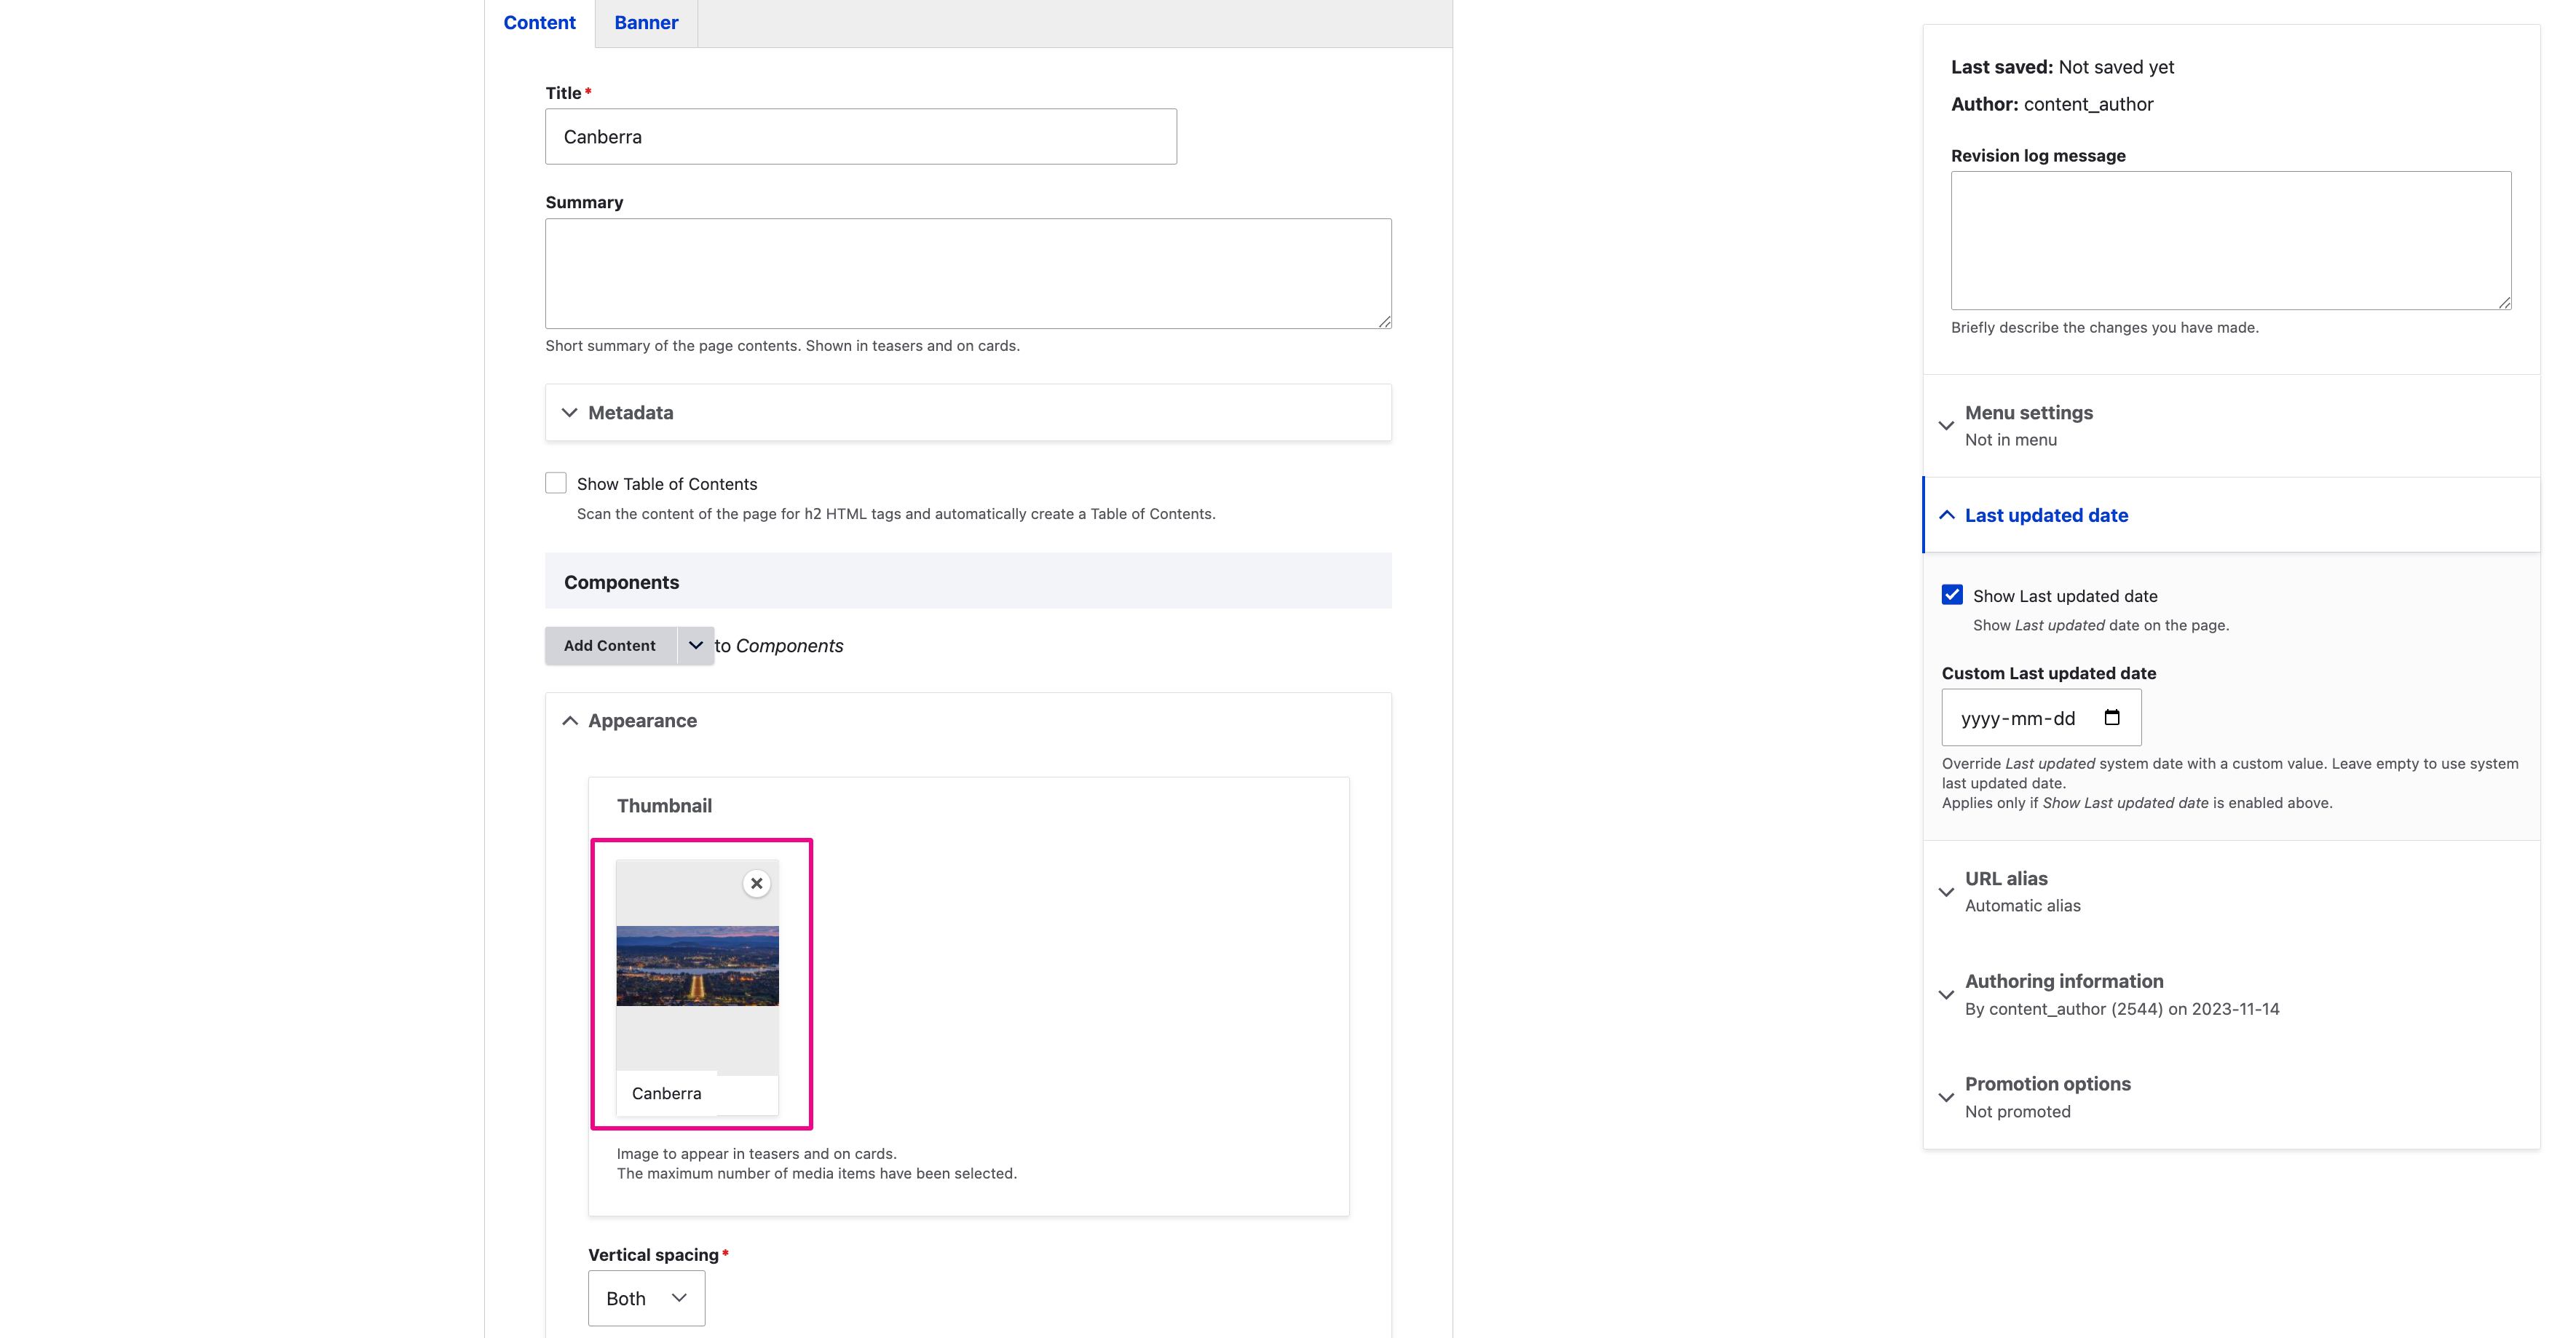 Content
Banner
Title*
Canberra
Summary
Short summary of the page contents. Shown in teasers and on cards.
Metadata
Show Table of Contents
Scan the content of the page for h2 HTML tags and automatically create a Table of Contents.
Components
Add Content
to Components
Appearance
Thumbnail
Canberra
Image to appear in teasers and on cards.
The maximum number of media items have been selected.
Vertical spacing*
Both
Last saved: Not saved yet
Author: content_author
Revision log message
Briefly describe the changes you have made.
Menu settings
Not in menu
Last updated date
Show Last updated date
Show Last updated date on the page.
Custom Last updated date
yyyy-mm-dd
Override Last updated system date with a custom value. Leave empty to use system
last updated date.
Applies only if Show Last updated date is enabled above.
URL alias
Automatic alias
Authoring information
By content_author (2544) on 2023-11-14
Promotion options
Not promoted